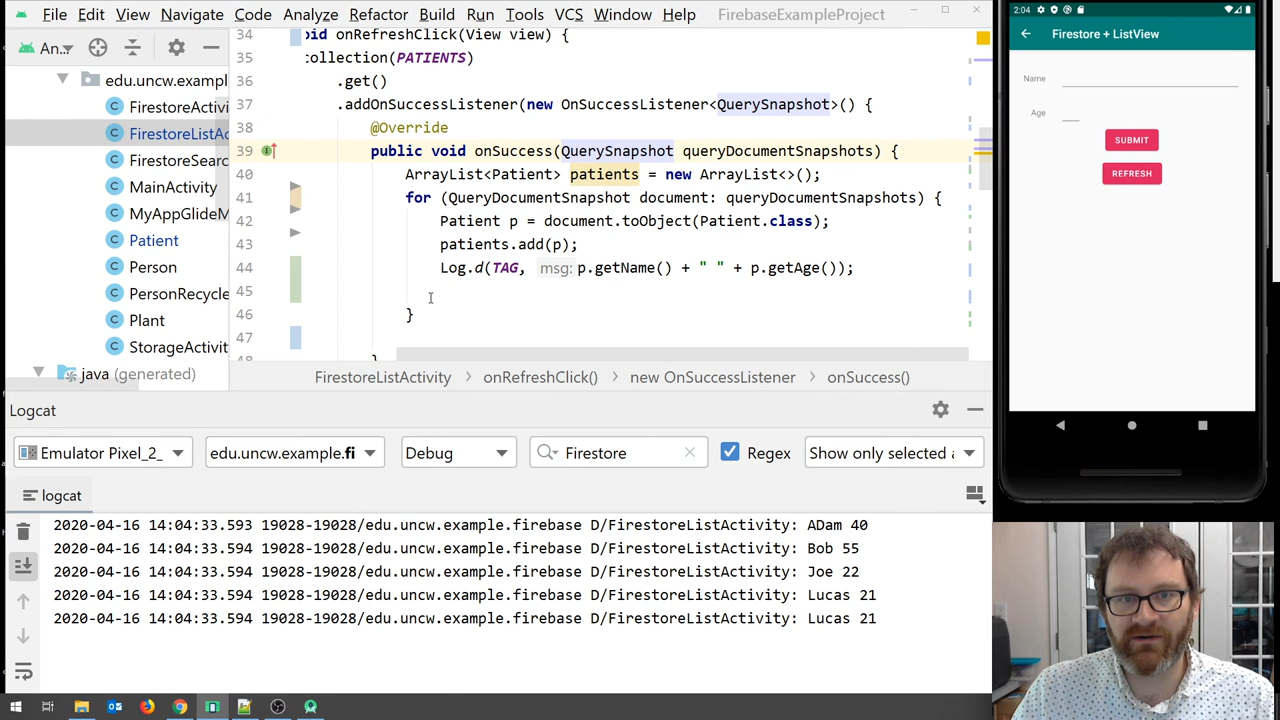 File Edit View Navigate Code Analyze Refactor Build Run Tools VCS Window Help FirebaseExampleProject
An...
edu.uncw.exampl
FirestoreActivi
FirestoreListAc
FirestoreSearc
MainActivity
MyAppGlideM
Patient
Person
PersonRecycle
Plant
StorageActivit
java (generated)
34 oid onRefreshClick(View view) {
35 collection(PATIENTS)
36 .get()
37 .addOnSuccessListener(new OnSuccessListener<QuerySnapshot>() {
38 @Override
39 public void onSuccess(QuerySnapshot queryDocumentSnapshots) {
40 ArrayList<Patient> patients = new ArrayList<>();
41 for (QueryDocumentSnapshot document: queryDocumentSnapshots) {
42 Patient p = document.toObject(Patient.class);
43 patients.add(p);
44 Log.d(TAG, msg: p.getName() + " " + p.getAge());
45
46 }
47
48 }
FirestoreListActivity onRefreshClick() new OnSuccessListener onSuccess()
Logcat
Emulator Pixel_2_ edu.uncw.example.fi Debug Firestore Regex Show only selected a
logcat
2020-04-16 14:04:33.593 19028-19028/edu.uncw.example.firebase D/FirestoreListActivity: ADam 40
2020-04-16 14:04:33.594 19028-19028/edu.uncw.example.firebase D/FirestoreListActivity: Bob 55
2020-04-16 14:04:33.594 19028-19028/edu.uncw.example.firebase D/FirestoreListActivity: Joe 22
2020-04-16 14:04:33.594 19028-19028/edu.uncw.example.firebase D/FirestoreListActivity: Lucas 21
2020-04-16 14:04:33.594 19028-19028/edu.uncw.example.firebase D/FirestoreListActivity: Lucas 21
2:04
Firestore + ListView
Name
Age
SUBMIT
REFRESH